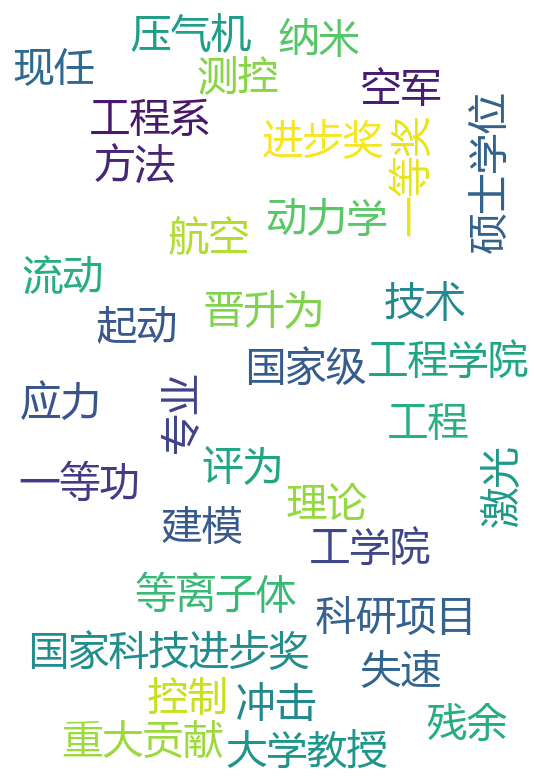 压气机
纳米
现任
测控
空军
工程系
进步奖
一等奖
硕士学位
方法
动力学
航空
流动
晋升为
技术
起动
国家级
工程学院
应力
专业
工程
一等功
评为
激光
理论
建模
工学院
等离子体
科研项目
国家科技进步奖
失速
控制
冲击
残余
重大贡献
大学教授